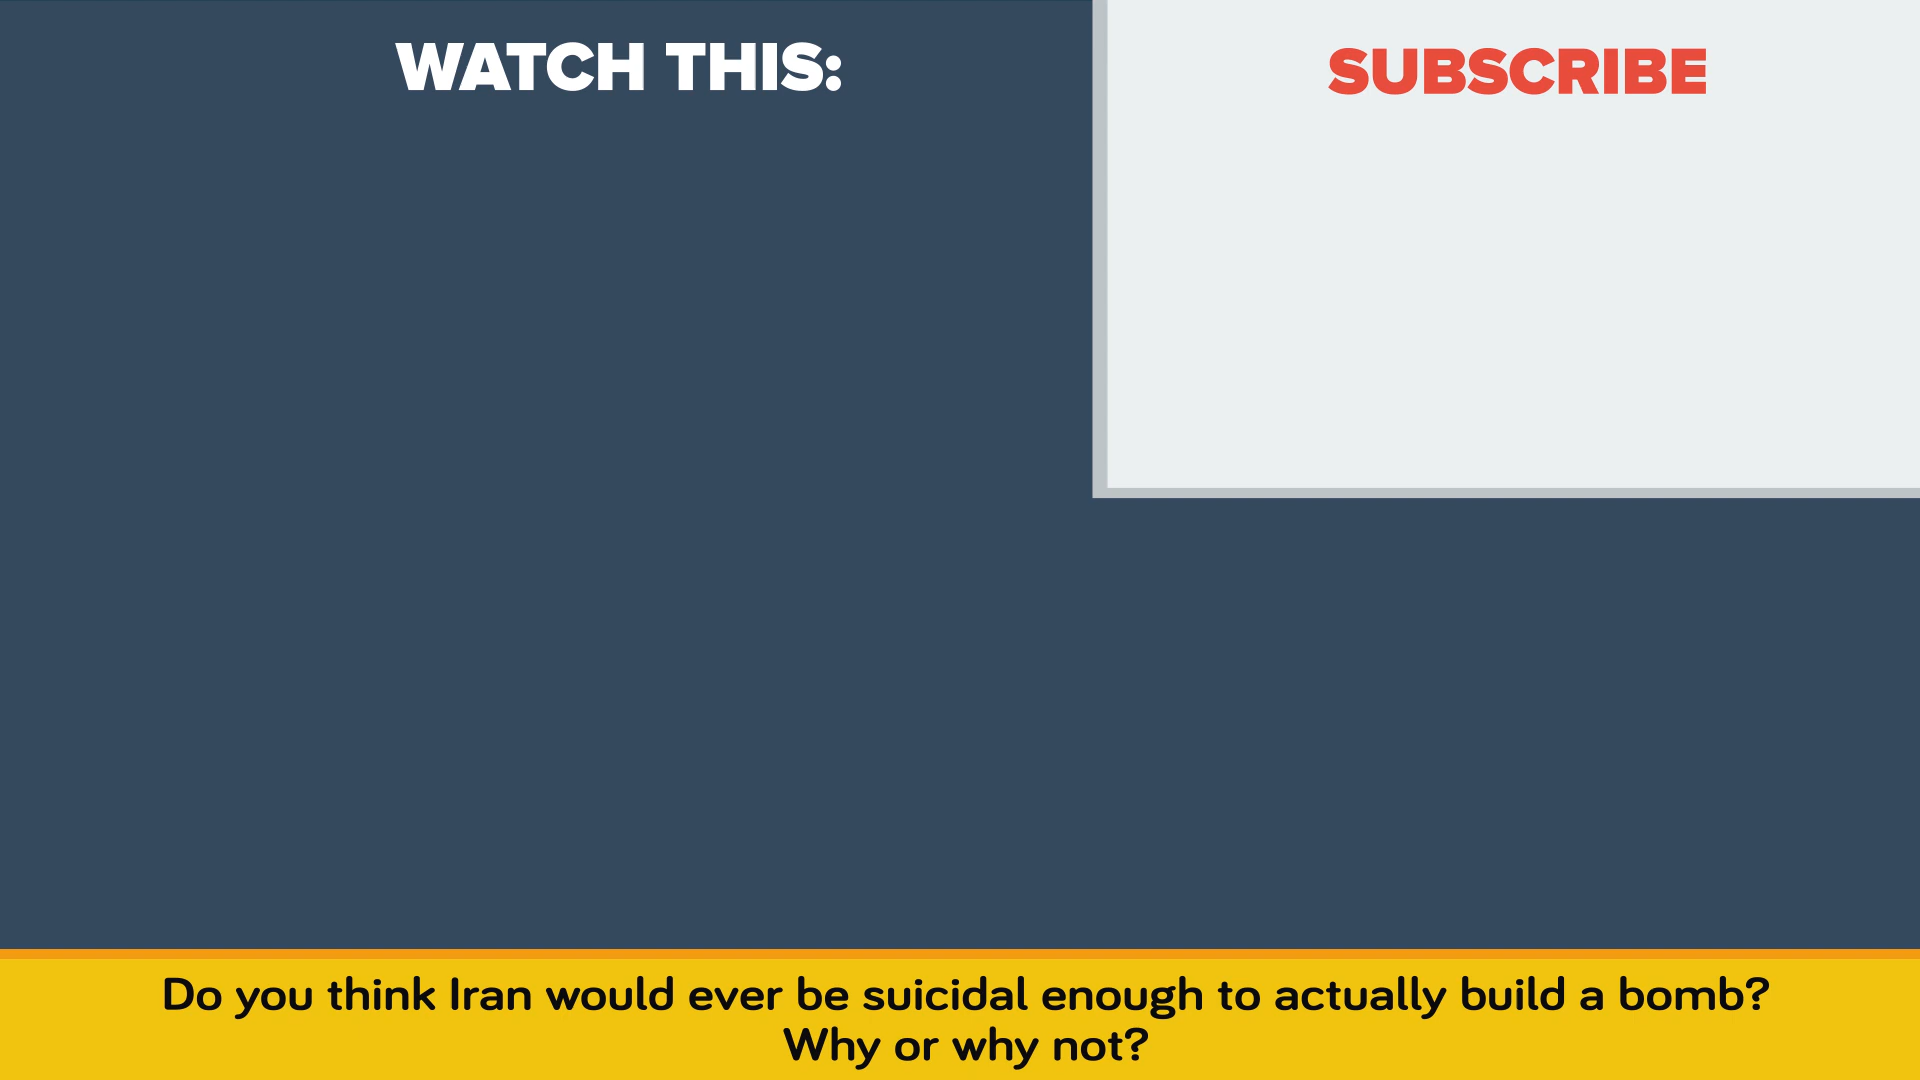 WATCH THIS:
SUBSCRIBE
Do you think Iran would ever be suicidal enough to actually build a bomb?
Why or why not?